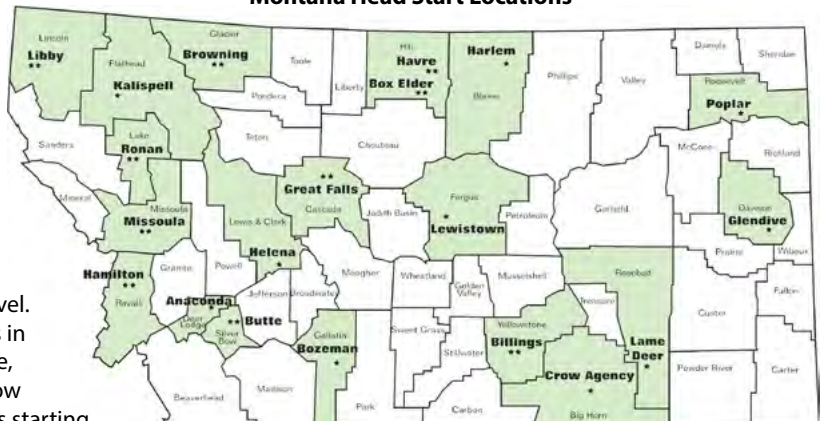 Montana Head Start Locations
Lincoln
Libby
Flathead
Kalispell
Glacier
Browning
Toole
Pondera
Liberty
Hill
Havre
Box Elder
Harlem
Blaine
Phillips
Valley
Daniels
Sheridan
Roosevelt
Poplar
Sanders
Lake
Ronan
Teton
Chouteau
McCone
Richland
Mineral
Missoula
Missoula
Lewis & Clark
Great Falls
Cascade
Judith Basin
Fergus
Lewistown
Petroleum
Garfield
Dawson
Glendive
Prairie
Wibaux
Helena
Powell
Granite
Hamilton
Ravalli
Anaconda
Deer
Lodge
Silver
Bow
Butte
Jefferson
Broadwater
Meagher
Wheatland
Golden
Valley
Musselshell
Rosebud
Treasure
Custer
Fallon
Gallatin
Bozeman
Sweet Grass
Stillwater
Yellowstone
Billings
Lame
Deer
Crow Agency
Big Horn
Powder River
Carter
Beaverhead
Madison
Park
Carbon
vel.
s in
e,
ow
s starting